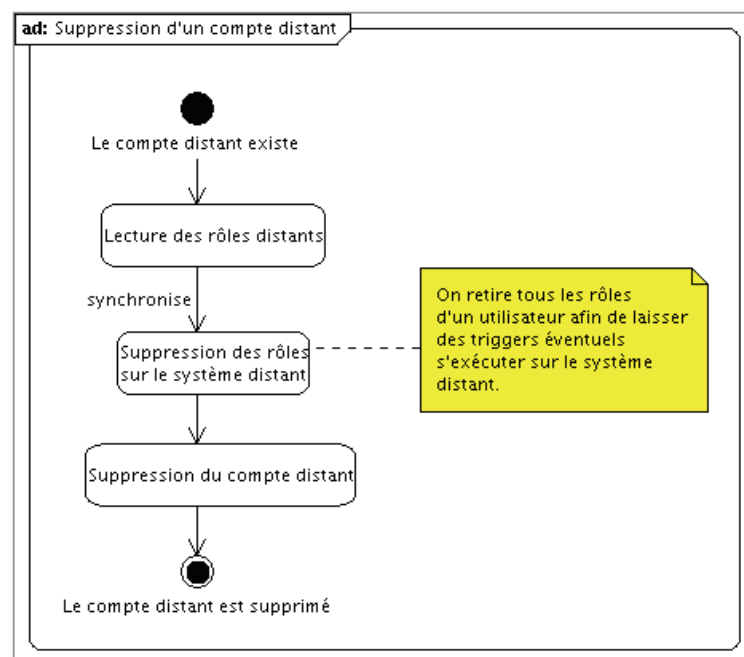 ad: Suppression d'un compte distant
Le compte distant existe
Lecture des rôles distants
synchronise
Suppression des rôles
sur le système distant
On retire tous les rôles
d'un utilisateur afin de laisser
des triggers éventuels
s'exécuter sur le système
distant.
Suppression du compte distant
Le compte distant est supprimé